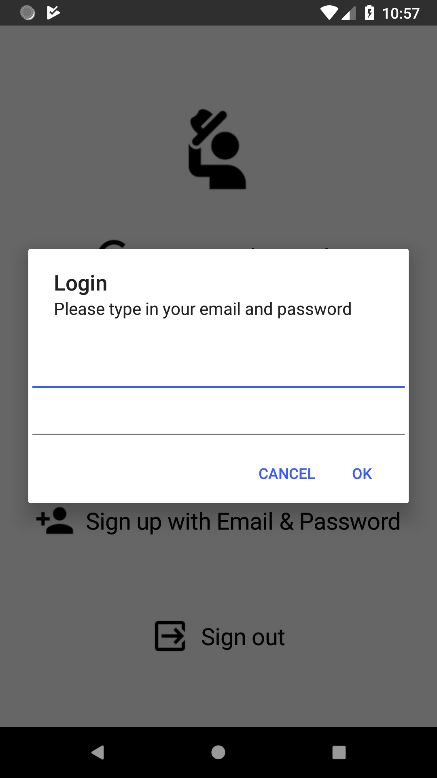 10:57
Login
Please type in your email and password
CANCEL OK
Sign up with Email & Password
Sign out